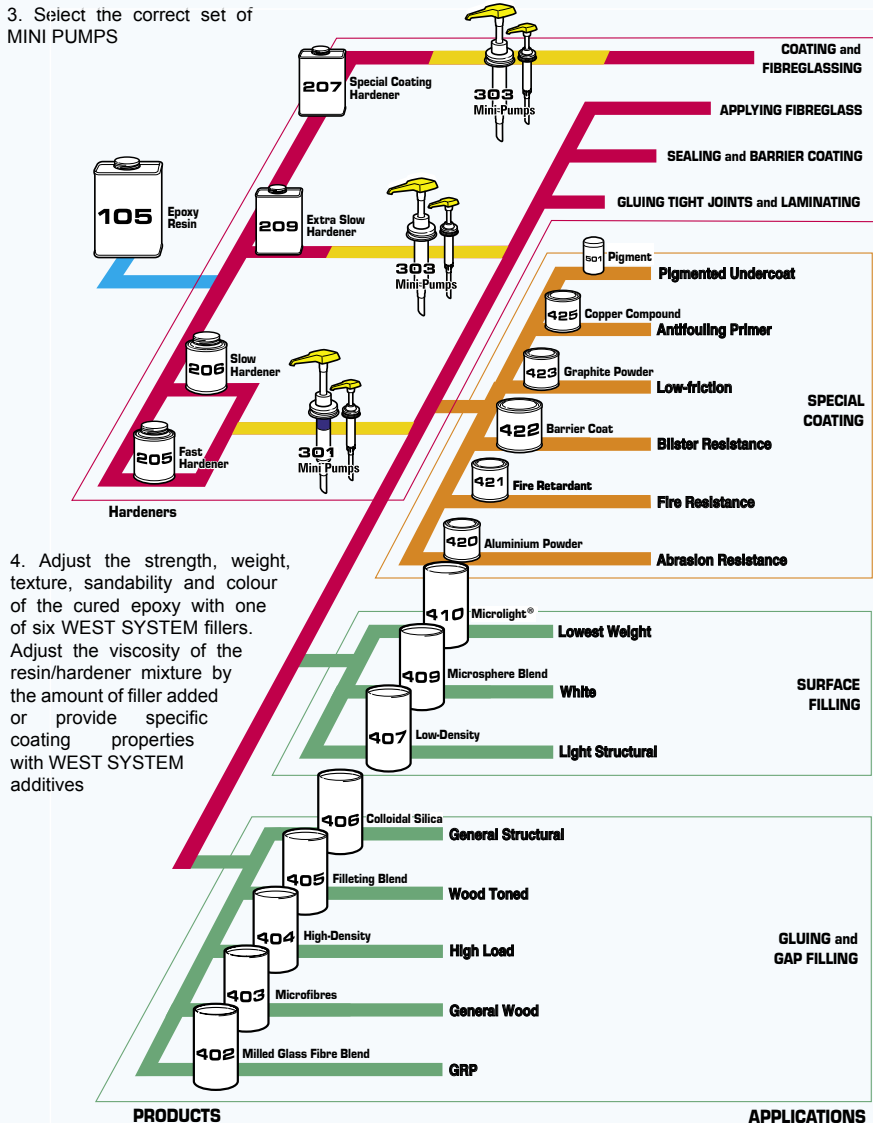 3. Select the correct set of
MINI PUMPS
207
Special Coating
Hardener
303
Mini Pumps
COATING and
FIBREGLASSING
APPLYING FIBREGLASS
SEALING and BARRIER COATING
GLUING TIGHT JOINTS and LAMINATING
105
Epoxy
Resin
209
Extra Slow
Hardener
303
Mini Pumps
206
Slow
Hardener
205
Fast
Hardener
301
Mini Pumps
Hardeners
501
Pigment
Pigmented Undercoat
425
Copper Compound
Antifouling Primer
423
Graphite Powder
Low-friction
422
Barrier Coat
Blister Resistance
421
Fire Retardant
Fire Resistance
420
Aluminium Powder
Abrasion Resistance
SPECIAL
COATING
4. Adjust the strength, weight,
texture, sandability and colour
of the cured epoxy with one
of six WEST SYSTEM fillers.
Adjust the viscosity of the
resin/hardener mixture by
the amount of filler added
or provide specific
coating properties
with WEST SYSTEM
additives
410
Microlight®
Lowest Weight
409
Microsphere Blend
White
407
Low-Density
Light Structural
SURFACE
FILLING
406
Colloidal Silica
General Structural
405
Filleting Blend
Wood Toned
404
High-Density
High Load
403
Microfibres
General Wood
402
Milled Glass Fibre Blend
GRP
GLUING and
GAP FILLING
PRODUCTS
APPLICATIONS